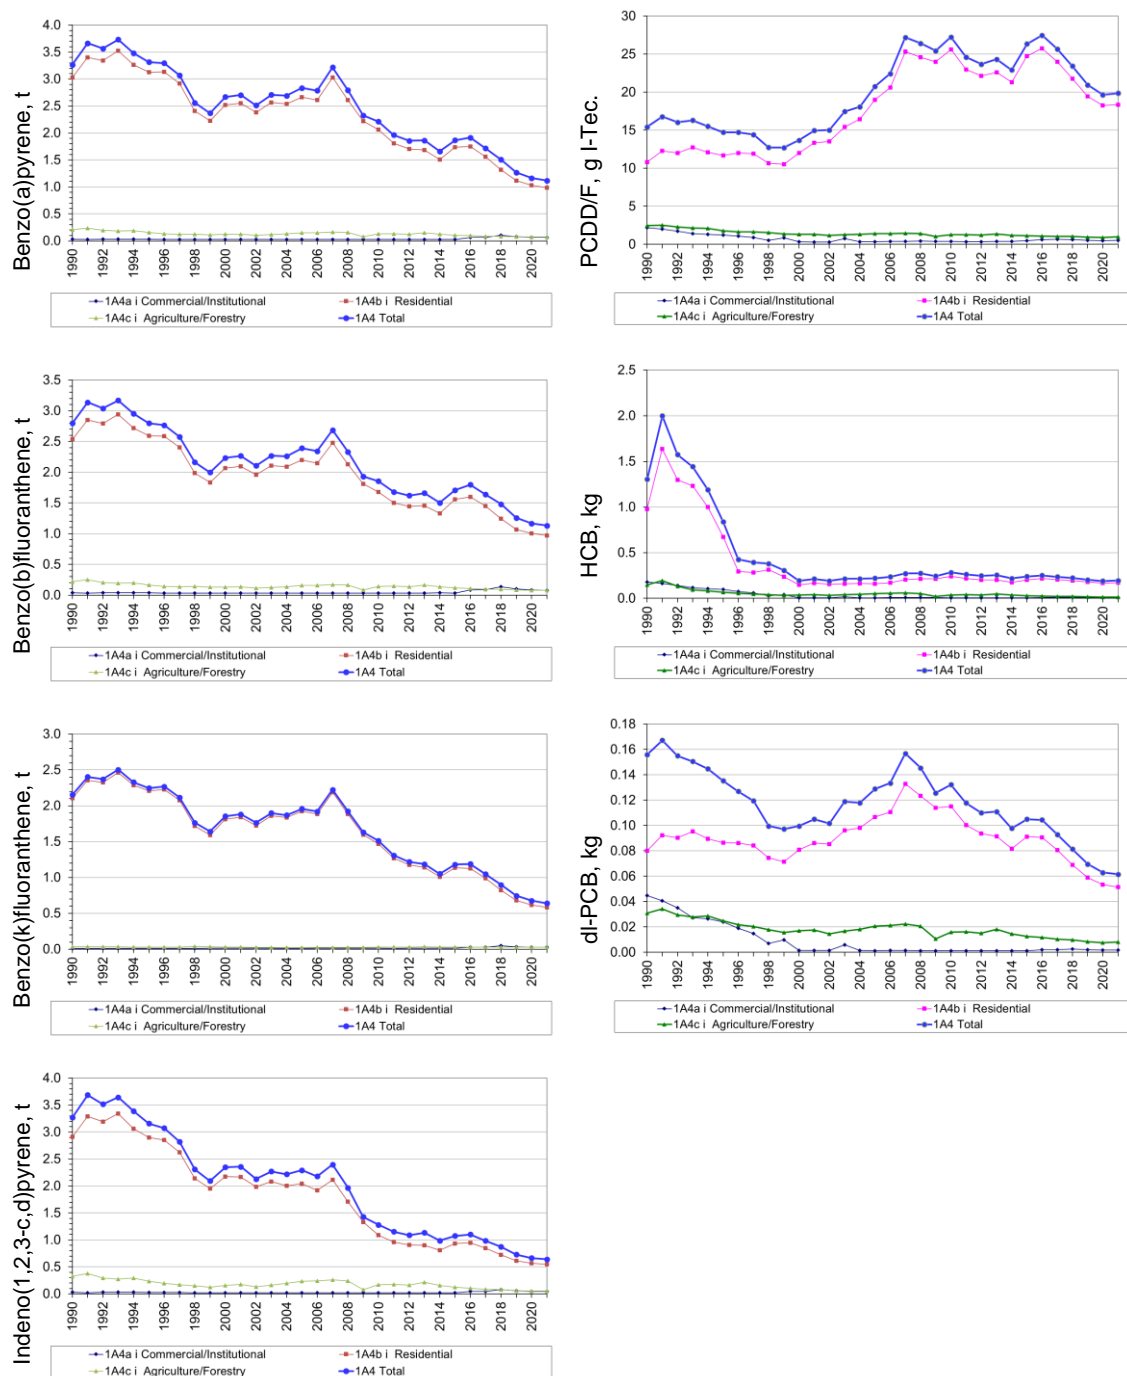 Benzo(a)pyrene, t
4.0
3.5
3.0
2.5
2.0
1.5
1.0
0.5
0.0
1990 1992 1994 1996 1998 2000 2002 2004 2006 2008 2010 2012 2014 2016 2018 2020
1A4a i Commercial/Institutional 1A4b i Residential
1A4c i Agriculture/Forestry 1A4 Total
PCDD/F, g I-Tec.
30
25
20
15
10
5
0
1990 1992 1994 1996 1998 2000 2002 2004 2006 2008 2010 2012 2014 2016 2018 2020
1A4a i Commercial/Institutional 1A4b i Residential
1A4c i Agriculture/Forestry 1A4 Total
Benzo(b)fluoranthene, t
3.5
3.0
2.5
2.0
1.5
1.0
0.5
0.0
1990 1992 1994 1996 1998 2000 2002 2004 2006 2008 2010 2012 2014 2016 2018 2020
1A4a i Commercial/Institutional 1A4b i Residential
1A4c i Agriculture/Forestry 1A4 Total
HCB, kg
2.5
2.0
1.5
1.0
0.5
0.0
1990 1992 1994 1996 1998 2000 2002 2004 2006 2008 2010 2012 2014 2016 2018 2020
1A4a i Commercial/Institutional 1A4b i Residential
1A4c i Agriculture/Forestry 1A4 Total
Benzo(k)fluoranthene, t
3.0
2.5
2.0
1.5
1.0
0.5
0.0
1990 1992 1994 1996 1998 2000 2002 2004 2006 2008 2010 2012 2014 2016 2018 2020
1A4a i Commercial/Institutional 1A4b i Residential
1A4c i Agriculture/Forestry 1A4 Total
dl-PCB, kg
0.18
0.16
0.14
0.12
0.10
0.08
0.06
0.04
0.02
0.00
1990 1992 1994 1996 1998 2000 2002 2004 2006 2008 2010 2012 2014 2016 2018 2020
1A4a i Commercial/Institutional 1A4b i Residential
1A4c i Agriculture/Forestry 1A4 Total
Indeno(1,2,3-c,d)pyrene, t
4.0
3.5
3.0
2.5
2.0
1.5
1.0
0.5
0.0
1990 1992 1994 1996 1998 2000 2002 2004 2006 2008 2010 2012 2014 2016 2018 2020
1A4a i Commercial/Institutional 1A4b i Residential
1A4c i Agriculture/Forestry 1A4 Total